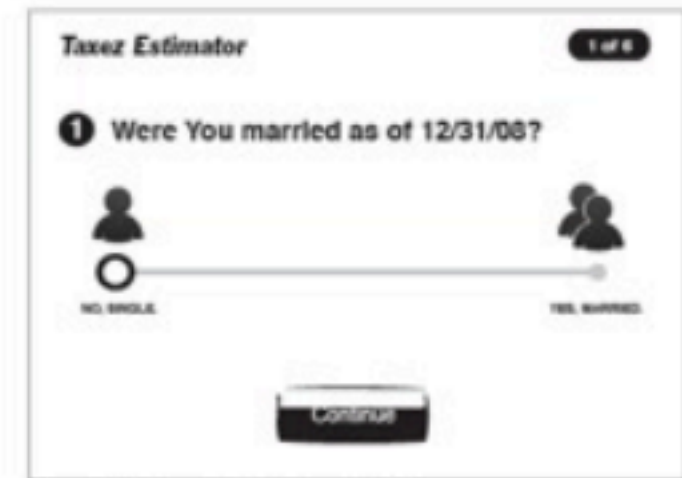 Taxez Estimator
1 of 6
1 Were You married as of 12/31/08?
NO, SINGLE.
YES, MARRIED.
Continue